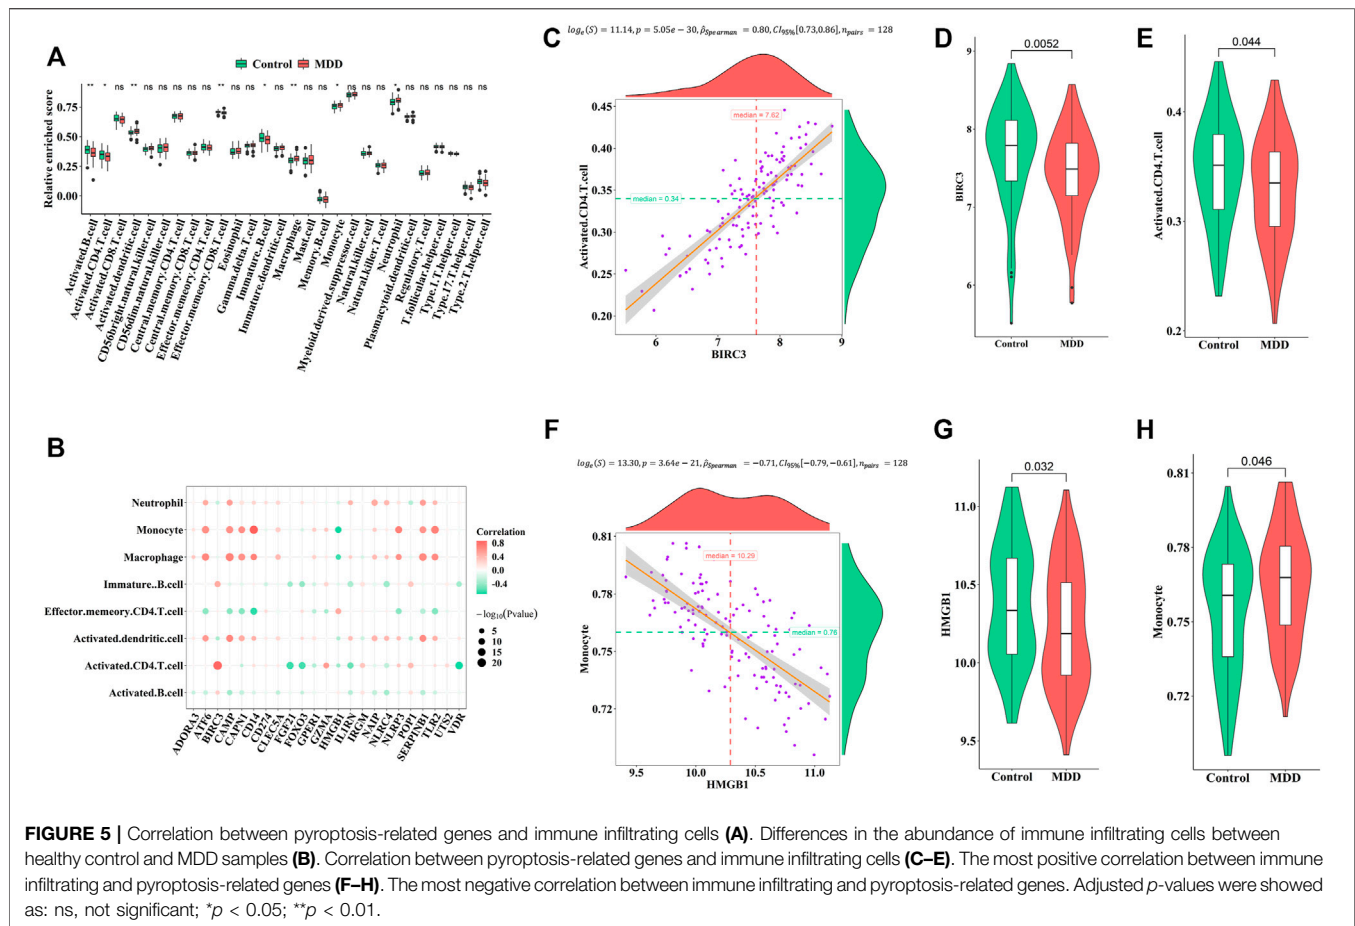 A
Control MDD
** * ns ** ns ns ns ns ** ns ns * ns ** ns ns * ns ns ns ns * ns ns ns ns ns ns
Relative enriched score
0.75
0.50
0.25
0.00
Activated.B.cell
Activated.CD4.T.cell
Activated.CD8.T.cell
Activated.dendritic.cell
CD56bright.natural.killer.cell
CD56dim.natural.killer.cell
Central.memory.CD4.T.cell
Central.memory.CD8.T.cell
Effector.memeory.CD4.T.cell
Effector.memeory.CD8.T.cell
Eosinophil
Gamma.delta.T.cell
Immature..B.cell
Immature.dendritic.cell
Macrophage
Mast.cell
Memory.B.cell
Monocyte
Myeloid.derived.suppressor.cell
Natural.killer.cell
Natural.killer.T.cell
Neutrophil
Plasmacytoid.dendritic.cell
Regulatory.T.cell
T.follicular.helper.cell
Type.1.T.helper.cell
Type.17.T.helper.cell
Type.2.T.helper.cell
C
log_e(S) = 11.14, p = 5.05e − 30, ρ̂_Spearman = 0.80, CI_95%[0.73,0.86], n_pairs = 128
median = 7.62
median = 0.34
Activated.CD4.T.cell
0.45
0.40
0.35
0.30
0.25
0.20
6 7 8 9
BIRC3
D
0.0052
BIRC3
9
8
7
6
Control MDD
E
0.044
Activated.CD4.T.cell
0.4
0.3
0.2
Control MDD
B
Neutrophil
Monocyte
Macrophage
Immature..B.cell
Effector.memeory.CD4.T.cell
Activated.dendritic.cell
Activated.CD4.T.cell
Activated.B.cell
ADORA3
ATF6
BIRC3
CAMP
CAPN1
CD14
CD274
CLEC5A
FGF21
FOXO3
GPER1
GZMA
HMGB1
IL1RN
IRGM
NAIP
NLRC4
NLRP3
POP1
SERPINB1
TLR2
UTS2
VDR
Correlation
0.8
0.4
0.0
-0.4
−log10(Pvalue)
5
10
15
20
F
log_e(S) = 13.30, p = 3.64e − 21, ρ̂_Spearman = −0.71, CI_95%[−0.79, −0.61], n_pairs = 128
median = 10.29
median = 0.76
Monocyte
0.81
0.78
0.75
0.72
9.5 10.0 10.5 11.0
HMGB1
G
0.032
HMGB1
11.0
10.5
10.0
9.5
Control MDD
H
0.046
Monocyte
0.81
0.78
0.75
0.72
Control MDD
FIGURE 5 | Correlation between pyroptosis-related genes and immune infiltrating cells (A). Differences in the abundance of immune infiltrating cells between
healthy control and MDD samples (B). Correlation between pyroptosis-related genes and immune infiltrating cells (C–E). The most positive correlation between immune
infiltrating and pyroptosis-related genes (F–H). The most negative correlation between immune infiltrating and pyroptosis-related genes. Adjusted p-values were showed
as: ns, not significant; *p < 0.05; **p < 0.01.